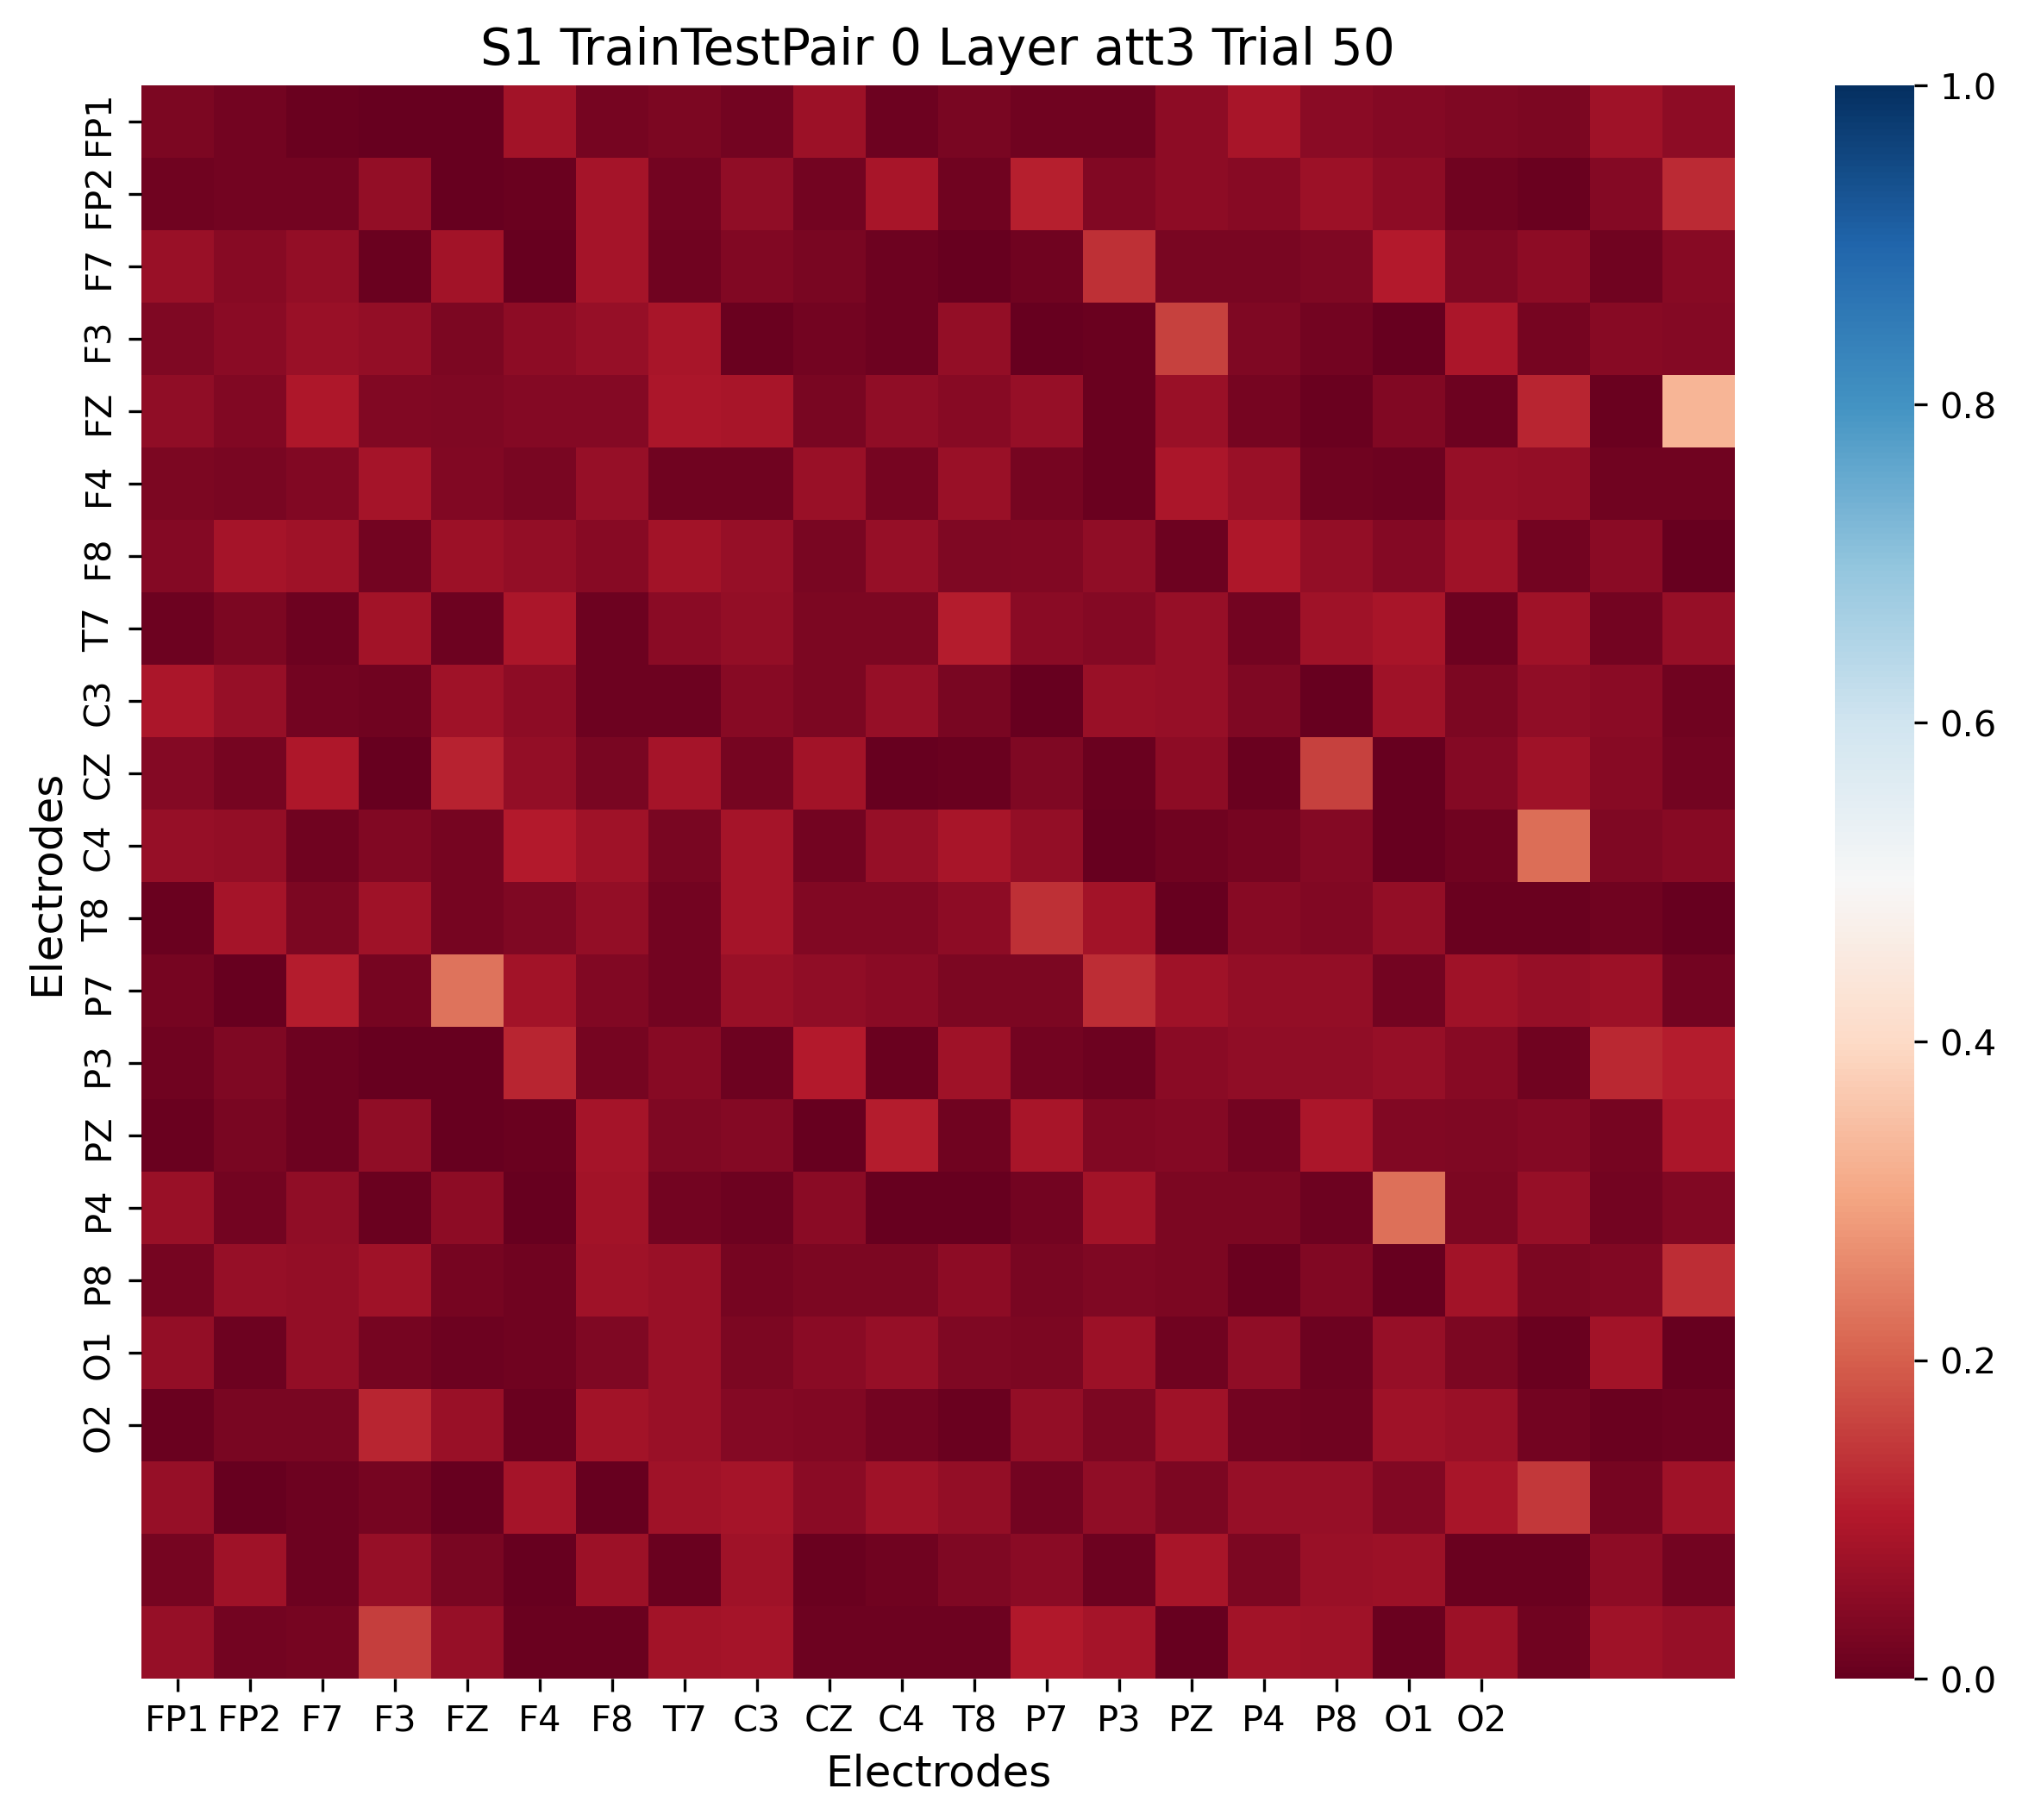 S1 TrainTestPair 0 Layer att3 Trial 50
Electrodes
FP1
FP2
F7
F3
FZ
F4
F8
T7
C3
CZ
C4
T8
P7
P3
PZ
P4
P8
O1
O2
FP1 FP2 F7 F3 FZ F4 F8 T7 C3 CZ C4 T8 P7 P3 PZ P4 P8 O1 O2
Electrodes
1.0
0.8
0.6
0.4
0.2
0.0